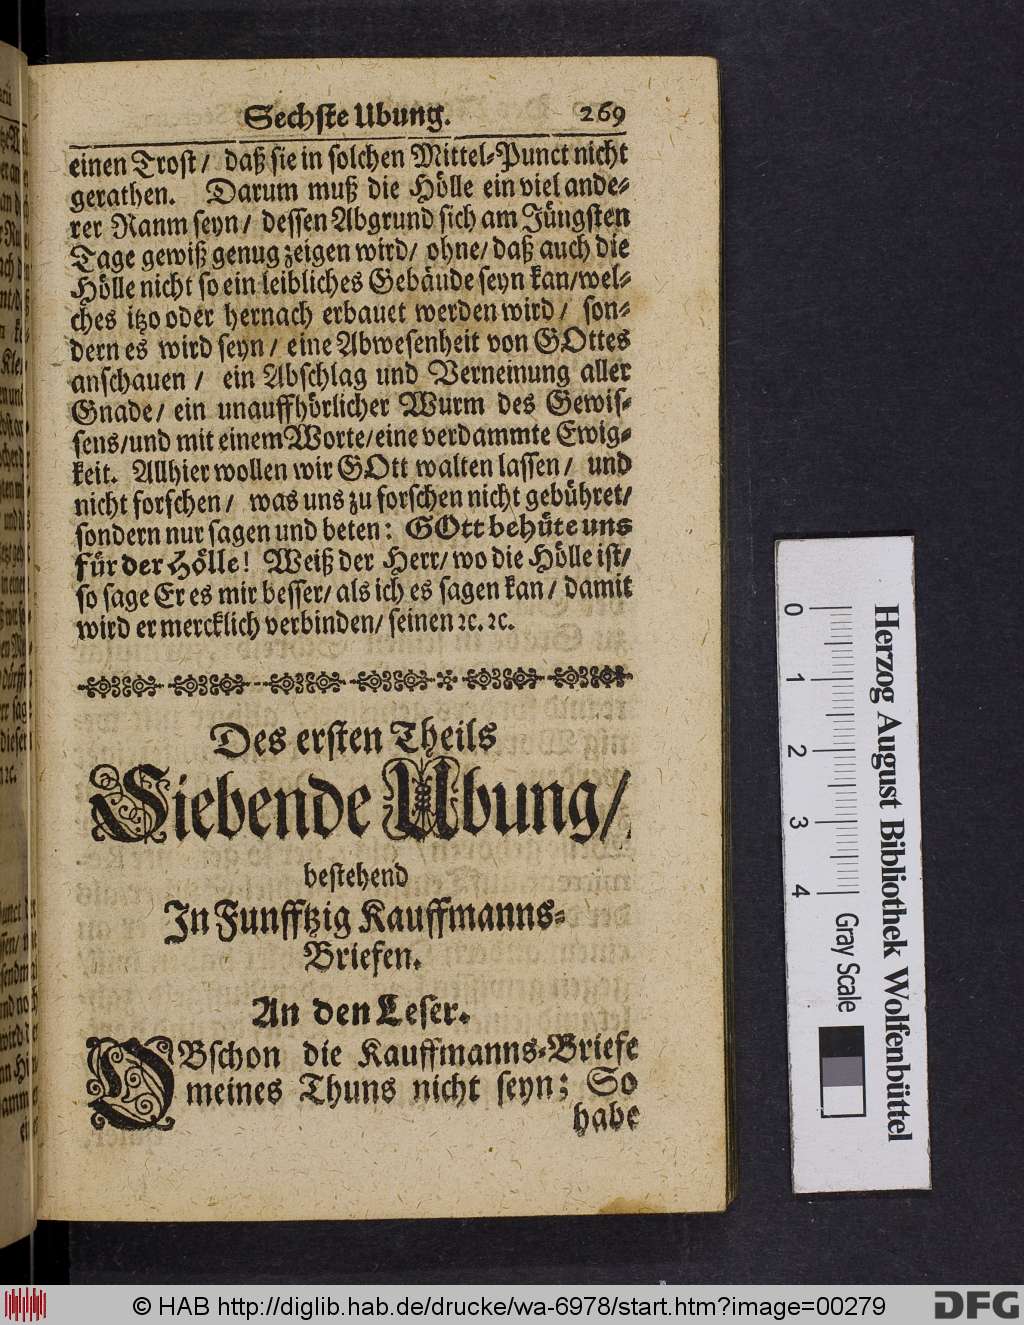 Sechste Ubung. 269
einen Trost / daß sie in solchen Mittel-Punct nicht
gerathen. Darum muß die Hölle ein viel ande-
rer Ranm seyn / dessen Abgrund sich am Jüngsten
Tage gewiß genug zeigen wird / ohne / daß auch die
Hölle nicht so ein leibliches Gebäude seyn kan / wel-
ches itzo oder hernach erbauet werden wird / son-
dern es wird seyn / eine Abwesenheit von GOttes
anschauen / ein Abschlag und Verneinung aller
Gnade / ein unauffhörlicher Wurm des Gewis-
sens / und mit einem Worte / eine verdammte Ewig-
keit. Allhier wollen wir GOtt walten lassen / und
nicht forschen / was uns zu forschen nicht gebühret /
sondern nur sagen und beten: GOtt behüte uns
für der Hölle! Weiß der Herr / wo die Hölle ist /
so sage Er es mir besser / als ich es sagen kan / damit
wird er mercklich verbinden / seinen ꝛc. ꝛc.
Des ersten Theils
Siebende Ubung /
bestehend
In Funfftzig Kauffmanns-
Briefen.
An den Leser.
OBschon die Kauffmanns-Briefe
meines Thuns nicht seyn; So
habe
Herzog August Bibliothek Wolfenbüttel
0 1 2 3 4 Gray Scale
© HAB http://diglib.hab.de/drucke/wa-6978/start.htm?image=00279
DFG